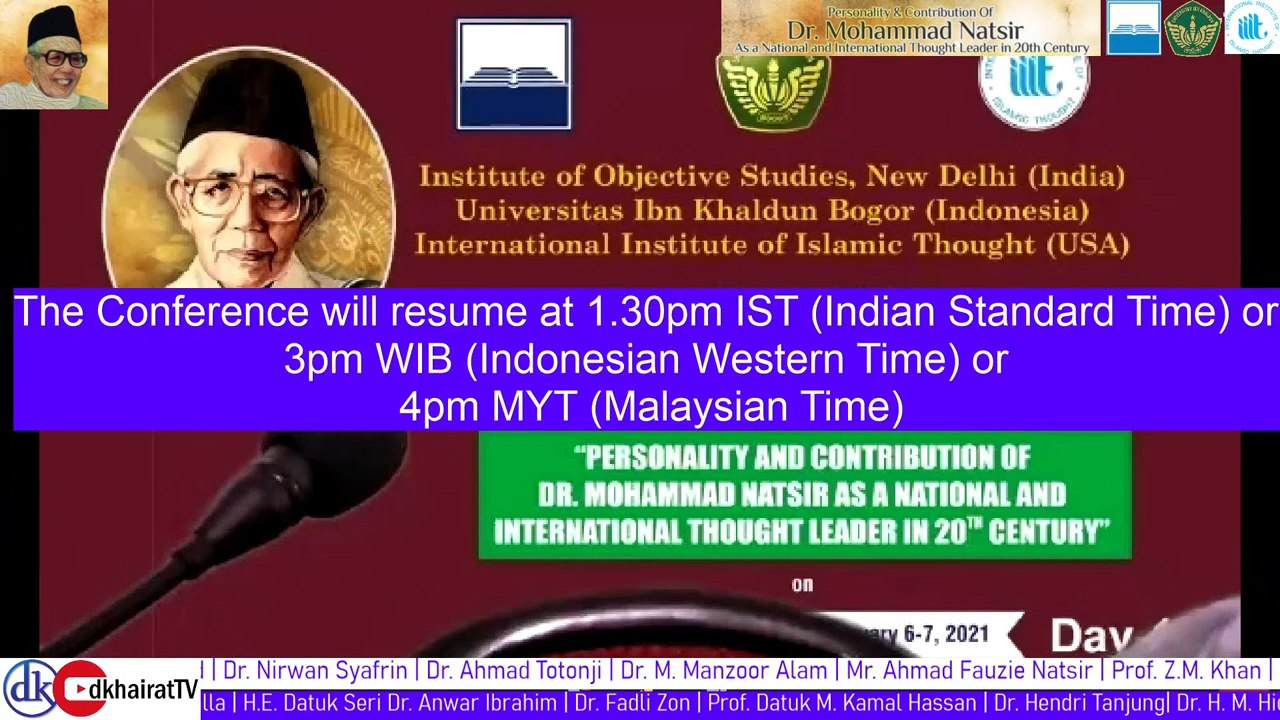 Personality & Contribution Of
Dr. Mohammad Natsir
As a National and International Thought Leader in 20th Century
Institute of Objective Studies, New Delhi (India)
Universitas Ibn Khaldun Bogor (Indonesia)
International Institute of Islamic Thought (USA)
The Conference will resume at 1.30pm IST (Indian Standard Time) or
3pm WIB (Indonesian Western Time) or
4pm MYT (Malaysian Time)
“PERSONALITY AND CONTRIBUTION OF
DR. MOHAMMAD NATSIR AS A NATIONAL AND
INTERNATIONAL THOUGHT LEADER IN 20TH CENTURY”
on
6-7, 2021
Day
dk dkhairatTV
| Dr. Nirwan Syafrin | Dr. Ahmad Totonji | Dr. M. Manzoor Alam | Mr. Ahmad Fauzie Natsir | Prof. Z.M. Khan |
| H.E. Datuk Seri Dr. Anwar Ibrahim | Dr. Fadli Zon | Prof. Datuk M. Kamal Hassan | Dr. Hendri Tanjung| Dr. H. M.